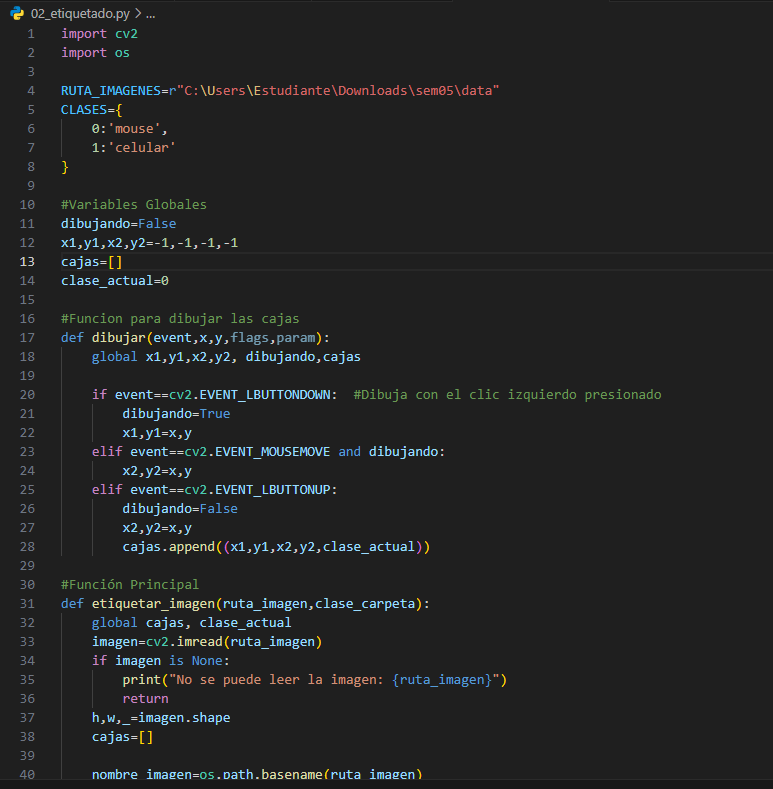 02_etiquetado.py > ...
1 import cv2
2 import os
3
4 RUTA_IMAGENES=r"C:\Users\Estudiante\Downloads\sem05\data"
5 CLASES={
6     0:'mouse',
7     1:'celular'
8 }
9
10 #Variables Globales
11 dibujando=False
12 x1,y1,x2,y2=-1,-1,-1,-1
13 cajas=[]
14 clase_actual=0
15
16 #Funcion para dibujar las cajas
17 def dibujar(event,x,y,flags,param):
18     global x1,y1,x2,y2, dibujando,cajas
19
20     if event==cv2.EVENT_LBUTTONDOWN:  #Dibuja con el clic izquierdo presionado
21         dibujando=True
22         x1,y1=x,y
23     elif event==cv2.EVENT_MOUSEMOVE and dibujando:
24         x2,y2=x,y
25     elif event==cv2.EVENT_LBUTTONUP:
26         dibujando=False
27         x2,y2=x,y
28         cajas.append((x1,y1,x2,y2,clase_actual))
29
30 #Función Principal
31 def etiquetar_imagen(ruta_imagen,clase_carpeta):
32     global cajas, clase_actual
33     imagen=cv2.imread(ruta_imagen)
34     if imagen is None:
35         print("No se puede leer la imagen: {ruta_imagen}")
36         return
37     h,w,_=imagen.shape
38     cajas=[]
39
40     nombre_imagen=os.path.basename(ruta_imagen)